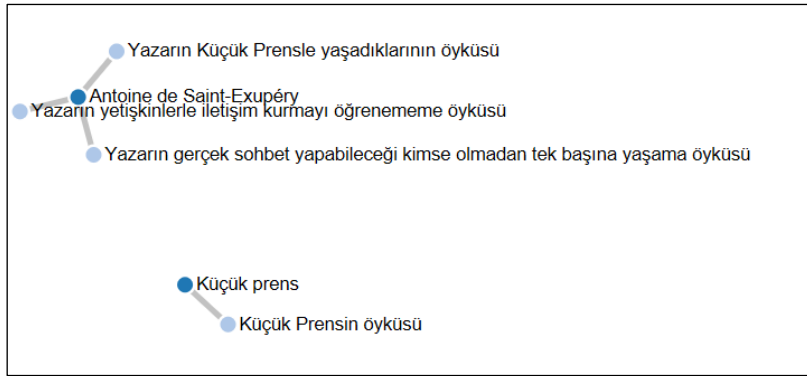 Yazarın Küçük Prensle yaşadıklarının öyküsü
Antoine de Saint-Exupéry
Yazarın yetişkinlerle iletişim kurmayı öğrenememe öyküsü
Yazarın gerçek sohbet yapabileceği kimse olmadan tek başına yaşama öyküsü
Küçük prens
Küçük Prensin öyküsü